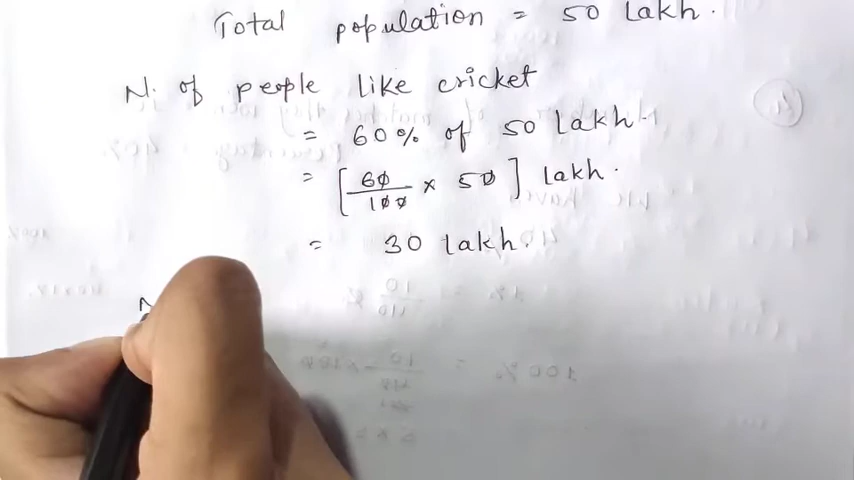 Total population = 50 lakh.
N. of people like cricket
= 60% of 50 lakh.
= [60/100 × 50] lakh.
= 30 lakh.
N